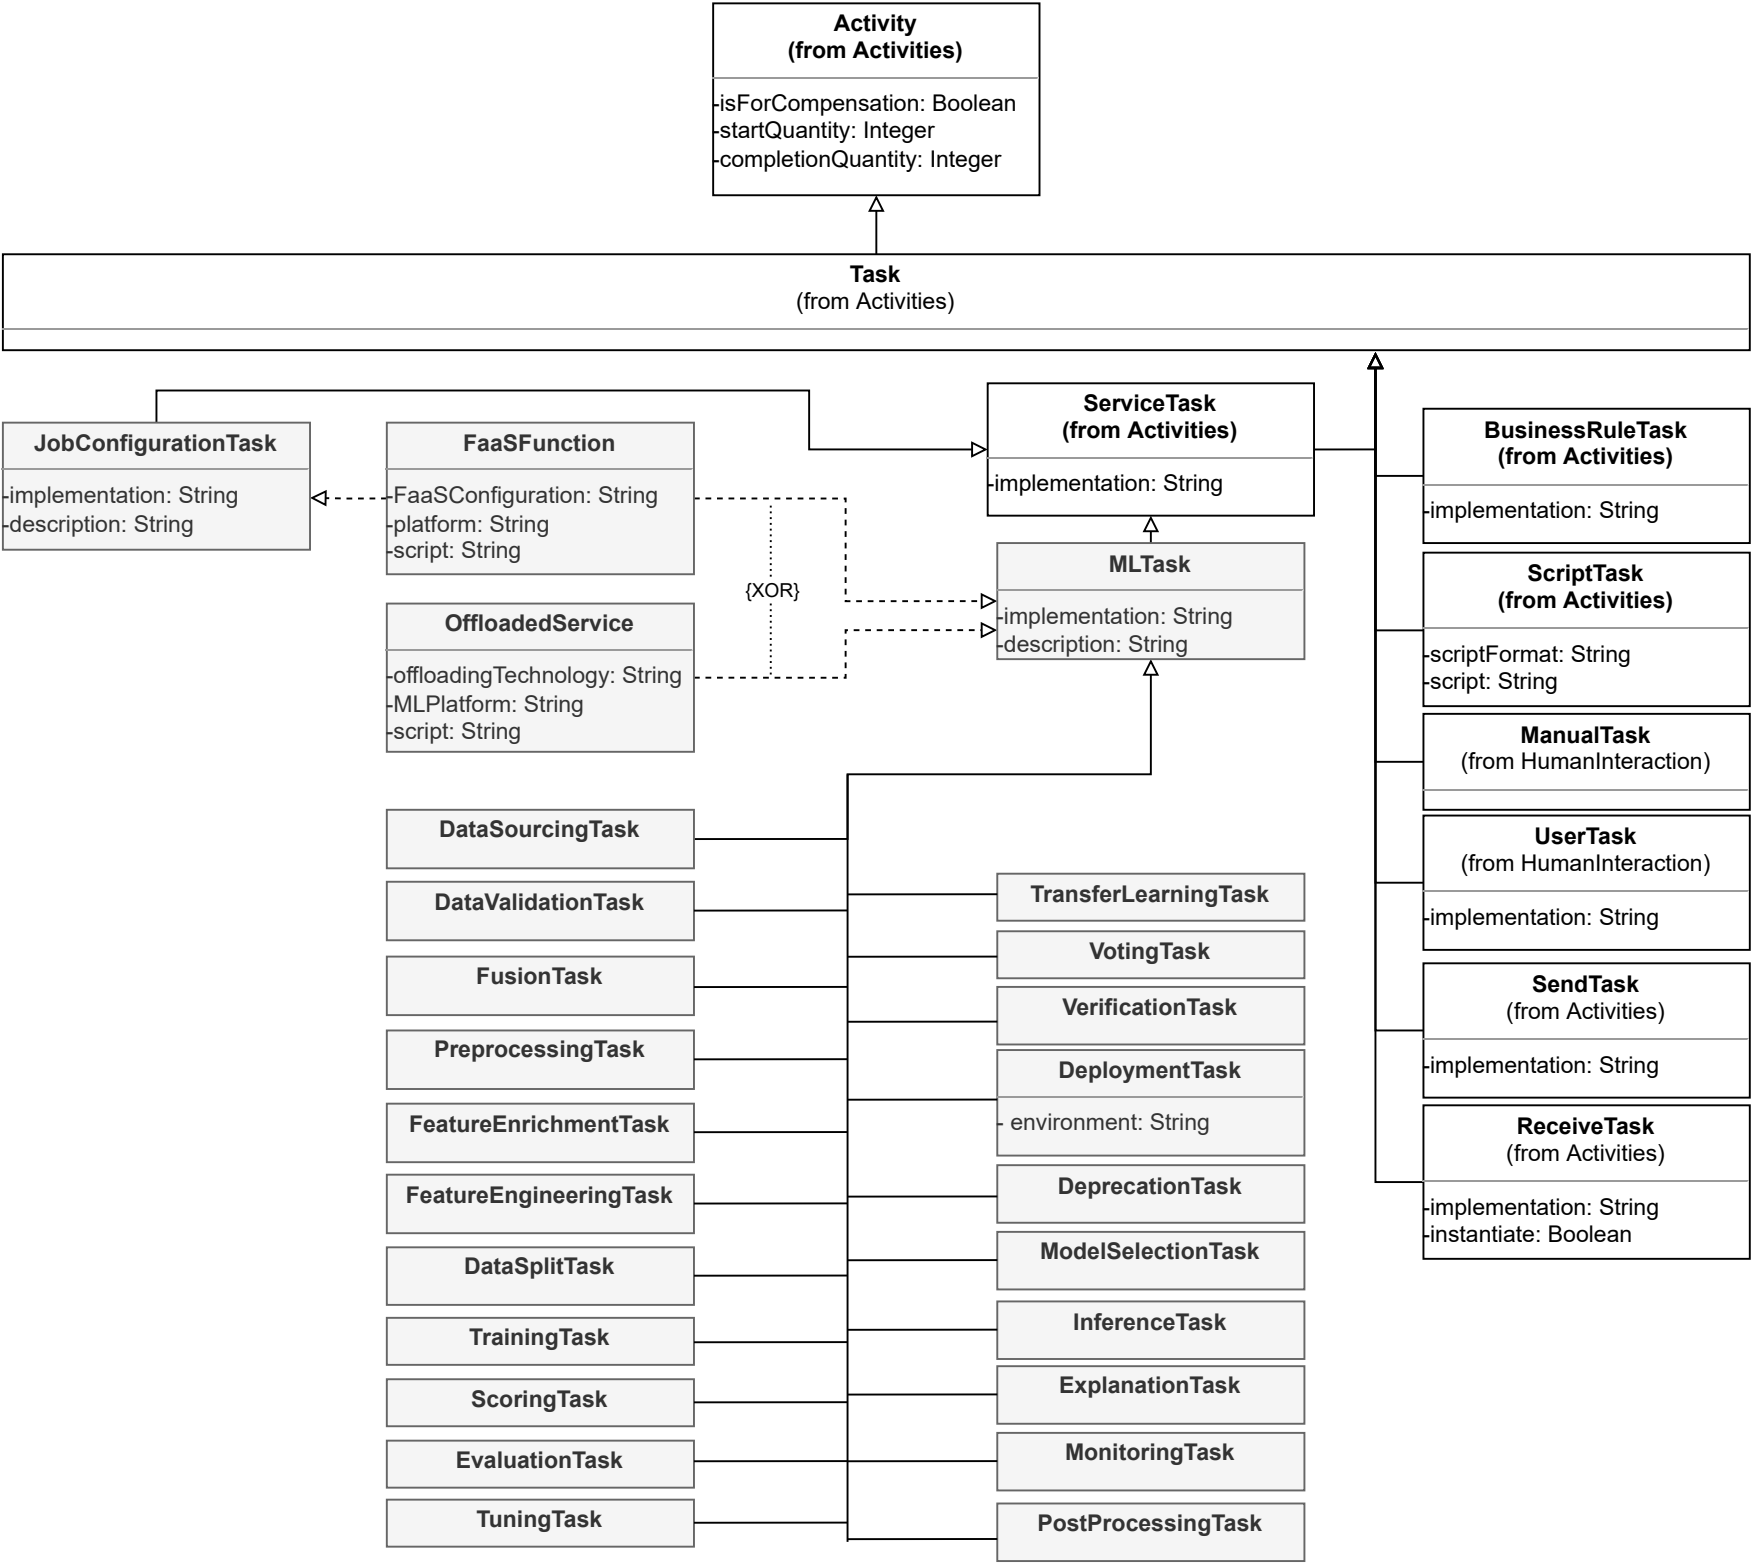 Activity
(from Activities)
-isForCompensation: Boolean
-startQuantity: Integer
-completionQuantity: Integer
Task
(from Activities)
JobConfigurationTask
-implementation: String
-description: String
FaaSFunction
-FaaSConfiguration: String
-platform: String
-script: String
{XOR}
OffloadedService
-offloadingTechnology: String
-MLPlatform: String
-script: String
ServiceTask
(from Activities)
-implementation: String
MLTask
-implementation: String
-description: String
DataSourcingTask
DataValidationTask
FusionTask
PreprocessingTask
FeatureEnrichmentTask
FeatureEngineeringTask
DataSplitTask
TrainingTask
ScoringTask
EvaluationTask
TuningTask
TransferLearningTask
VotingTask
VerificationTask
DeploymentTask
- environment: String
DeprecationTask
ModelSelectionTask
InferenceTask
ExplanationTask
MonitoringTask
PostProcessingTask
BusinessRuleTask
(from Activities)
-implementation: String
ScriptTask
(from Activities)
-scriptFormat: String
-script: String
ManualTask
(from HumanInteraction)
UserTask
(from HumanInteraction)
-implementation: String
SendTask
(from Activities)
-implementation: String
ReceiveTask
(from Activities)
-implementation: String
-instantiate: Boolean